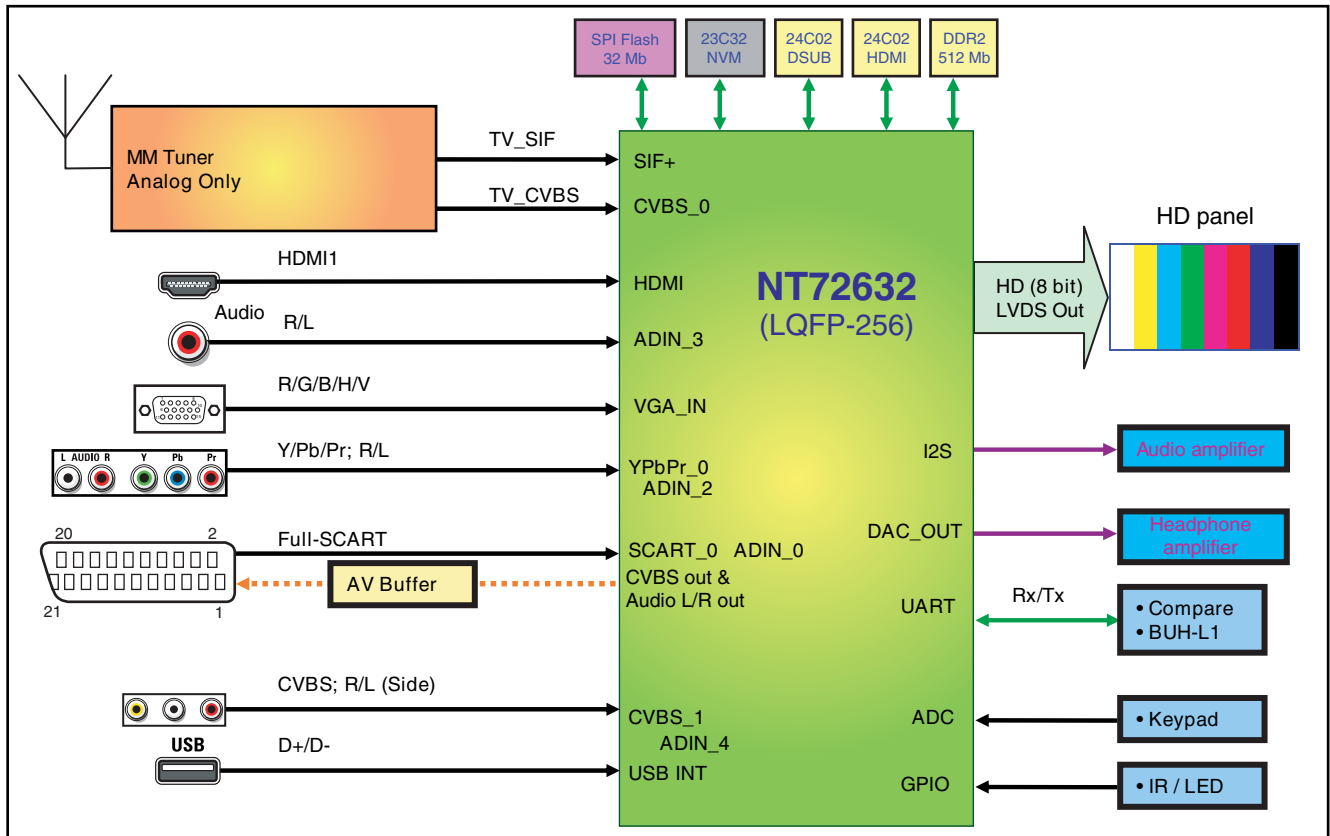 SPI Flash
32 Mb
23C32
NVM
24C02
DSUB
24C02
HDMI
DDR2
512 Mb
MM Tuner
Analog Only
TV_SIF
SIF+
TV_CVBS
CVBS_0
HDMI1
HDMI
Audio
R/L
ADIN_3
R/G/B/H/V
VGA_IN
L AUDIO R Y Pb Pr
Y/Pb/Pr; R/L
YPbPr_0
ADIN_2
20 2
21 1
Full-SCART
SCART_0 ADIN_0
AV Buffer
CVBS out &
Audio L/R out
CVBS; R/L (Side)
CVBS_1
ADIN_4
USB
D+/D-
USB INT
NT72632
(LQFP-256)
HD (8 bit)
LVDS Out
HD panel
I2S
Audio amplifier
DAC_OUT
Headphone
amplifier
UART
Rx/Tx
• Compare
• BUH-L1
ADC
• Keypad
GPIO
• IR / LED